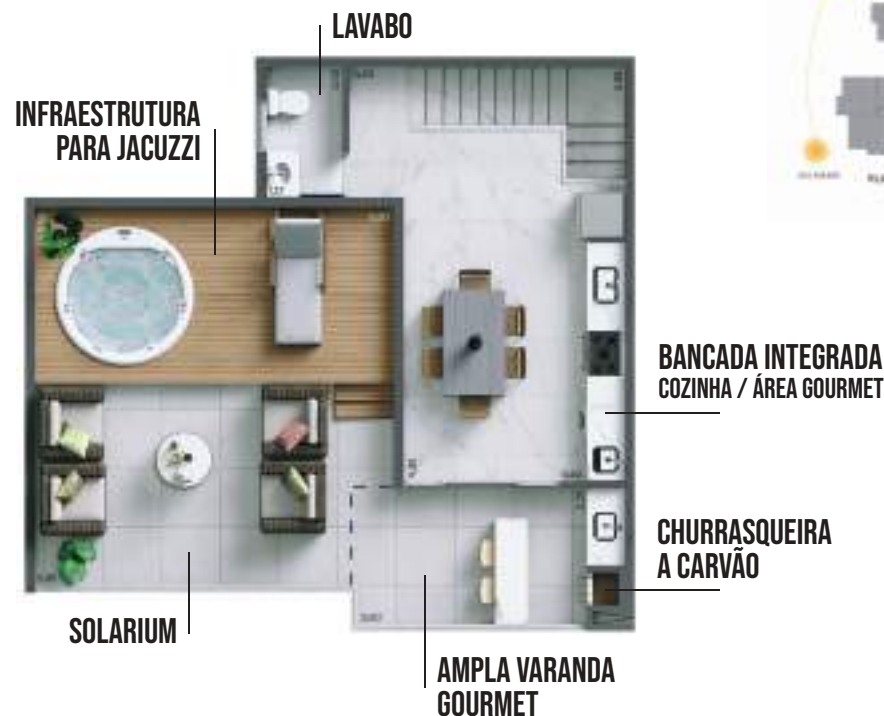 LAVABO
INFRAESTRUTURA
PARA JACUZZI
BANCADA INTEGRADA
COZINHA / ÁREA GOURMET
CHURRASQUEIRA
A CARVÃO
SOLARIUM
AMPLA VARANDA
GOURMET